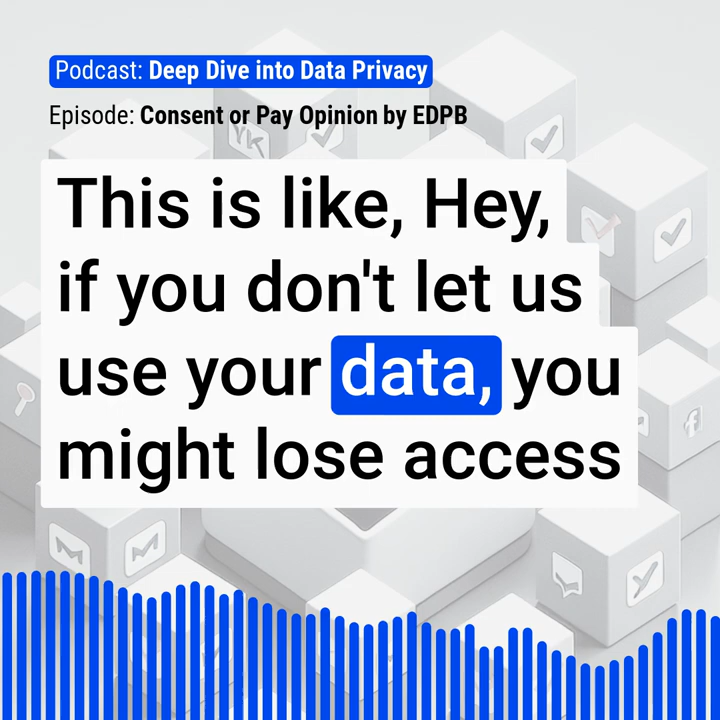 Podcast: Deep Dive into Data Privacy
Episode: Consent or Pay Opinion by EDPB
This is like, Hey,
if you don't let us
use your data, you
might lose access